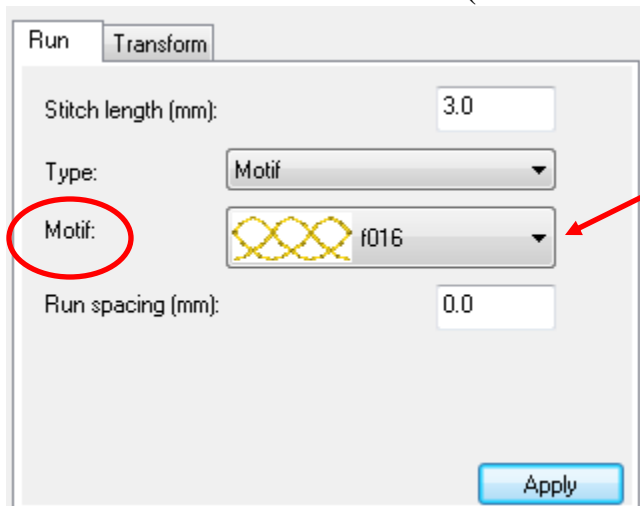 Run Transform
Stitch length (mm): 3.0
Type: Motif
Motif: f016
Run spacing (mm): 0.0
Apply